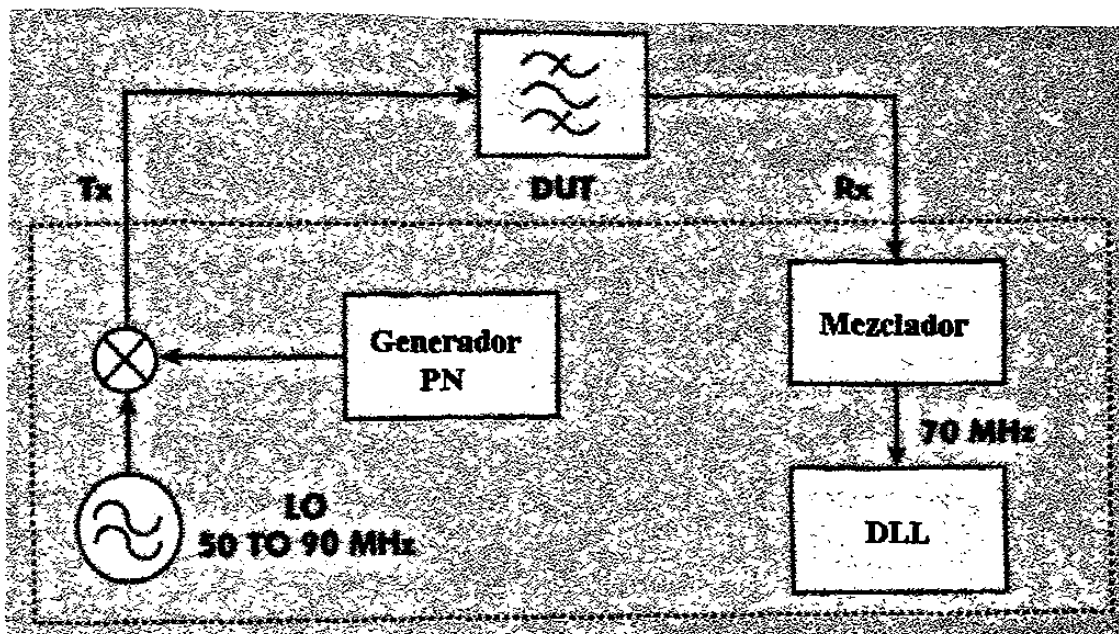 Tx
DUT
Rx
Generador
PN
Mezclador
70 MHz
LO
50 TO 90 MHz
DLL